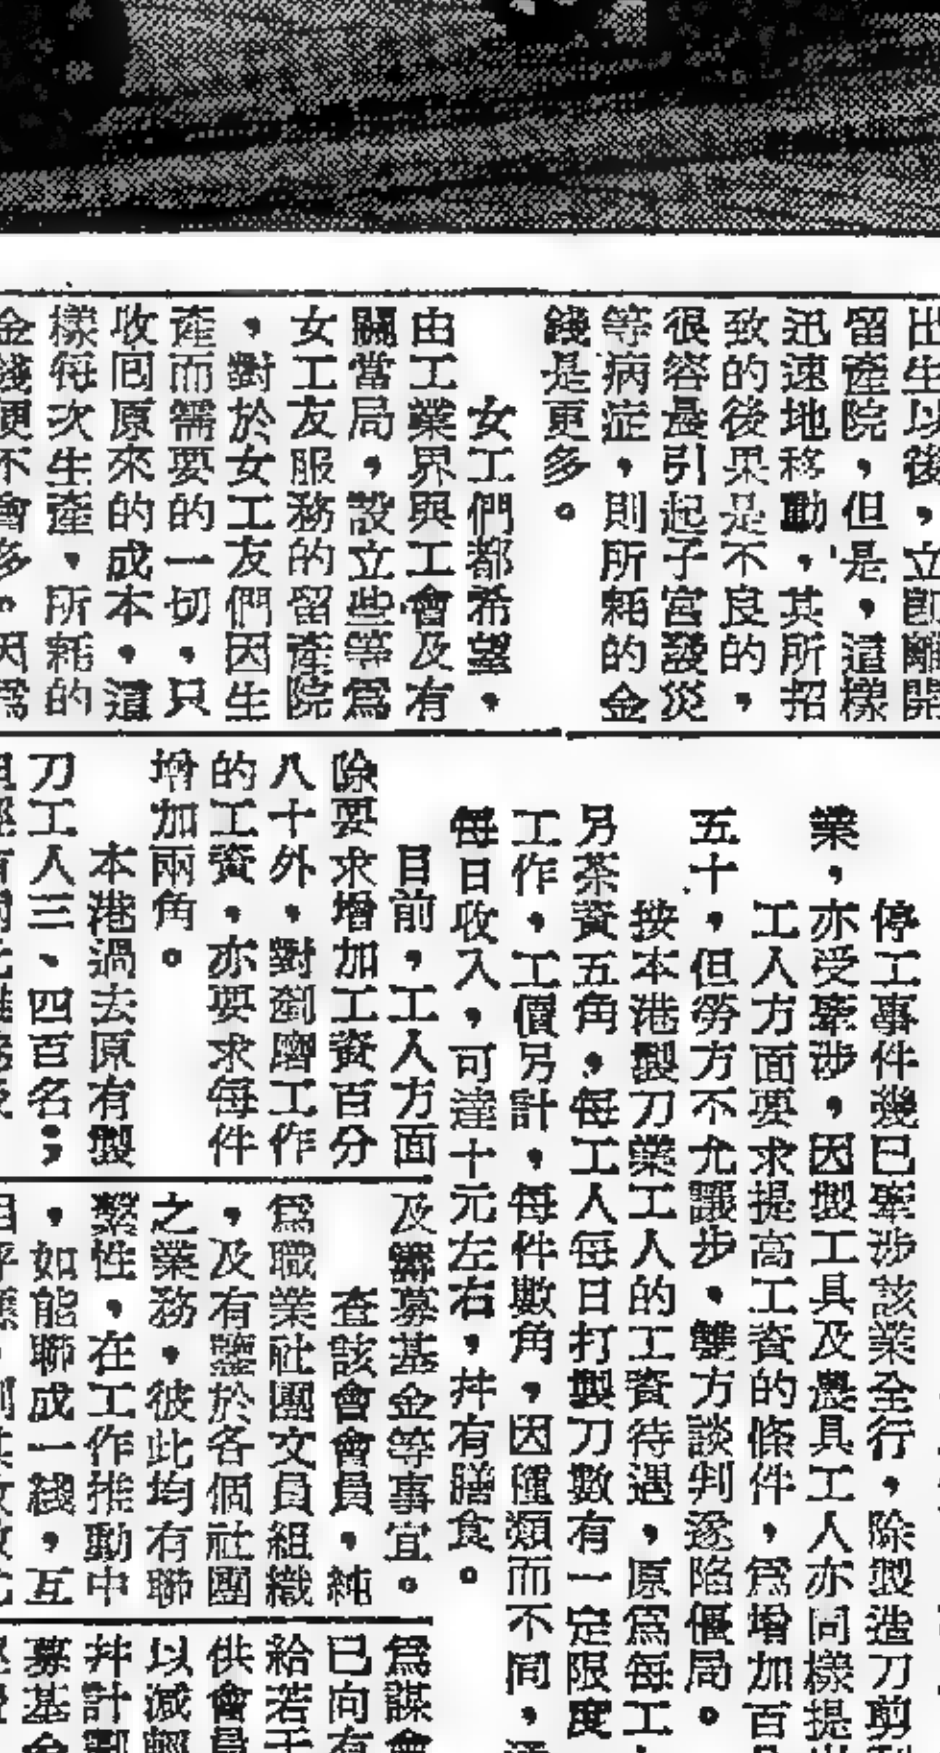 出生以後，立即離開
留產院，但是，這樣
迅速地移動，其所招
致的後果是不良的，
很容易引起子宮發炎
等病症，則所耗的金
錢是更多。
女工們都希望，
由工業界與工會及有
關當局，設立些等為
女工友服務的留產院
，對於女工友們因生
產而需要的一切，只
收回原來的成本，這
樣每次生產，所耗的
金錢便不會多。因為
停工事件幾已牽涉該業全行，除製造刀剪
業，亦受牽涉，因製工具及農具工人亦同樣提
工人方面要求提高工資的條件，為增加百
五十，但勞方不允讓步，雙方談判遂陷僵局。
按本港製刀業工人的工資待遇，原為每工
另茶資五角，每工人每日打製刀數有一定限度
工作，工價另計，每件數角，因種類而不同，
每日收入，可達十元左右，幷有膳食。
目前，工人方面
除要求增加工資百分
八十外，對剷磨工作
的工資，亦要求每件
增加兩角。
本港過去原有製
刀工人三、四百名；
及籌募基金等事宜。
查該會會員，純
為職業社團文員組織
，及有鑒於各個社團
之業務，彼此均有聯
繫性，在工作推動中
，如能聯成一綫，互
為謀會
已向有
給若干
供會員
以減輕
幷計劃
募基金